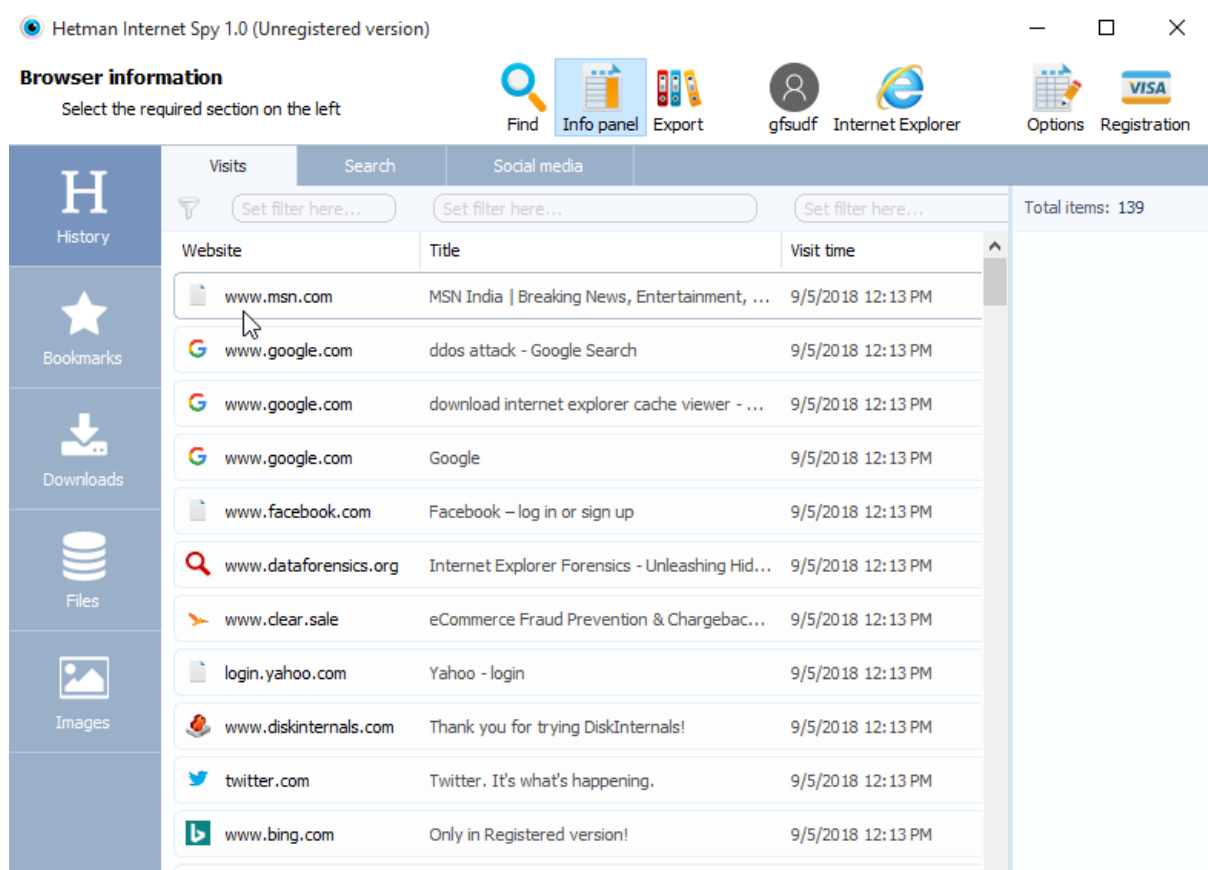 Hetman Internet Spy 1.0 (Unregistered version)
Browser information
Select the required section on the left
Find
Info panel
Export
gfsudf
Internet Explorer
Options
VISA
Registration
H
History
Bookmarks
Downloads
Files
Images
Visits
Search
Social media
Set filter here...
Set filter here...
Set filter here...
Total items: 139
Website Title Visit time
www.msn.com MSN India | Breaking News, Entertainment, ... 9/5/2018 12:13 PM
www.google.com ddos attack - Google Search 9/5/2018 12:13 PM
www.google.com download internet explorer cache viewer - ... 9/5/2018 12:13 PM
www.google.com Google 9/5/2018 12:13 PM
www.facebook.com Facebook – log in or sign up 9/5/2018 12:13 PM
www.dataforensics.org Internet Explorer Forensics - Unleashing Hid... 9/5/2018 12:13 PM
www.clear.sale eCommerce Fraud Prevention & Chargebac... 9/5/2018 12:13 PM
login.yahoo.com Yahoo - login 9/5/2018 12:13 PM
www.diskinternals.com Thank you for trying DiskInternals! 9/5/2018 12:13 PM
twitter.com Twitter. It's what's happening. 9/5/2018 12:13 PM
www.bing.com Only in Registered version! 9/5/2018 12:13 PM